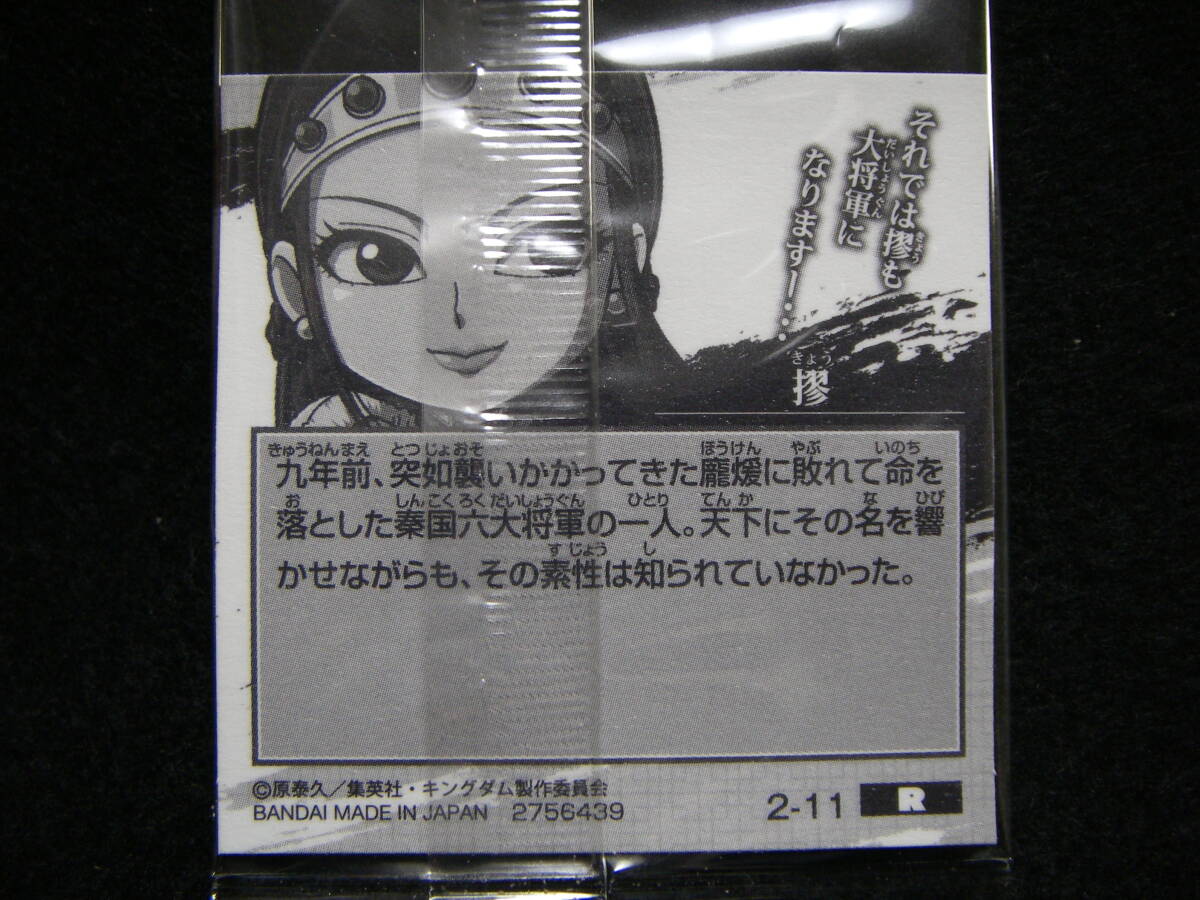 それでは摎も
大将軍に
なります―…
摎
九年前、突如襲いかかってきた龐煖に敗れて命を
落とした秦国六大将軍の一人。天下にその名を響
かせながらも、その素性は知られていなかった。
©原泰久／集英社・キングダム製作委員会
BANDAI MADE IN JAPAN 2756439
2-11 R